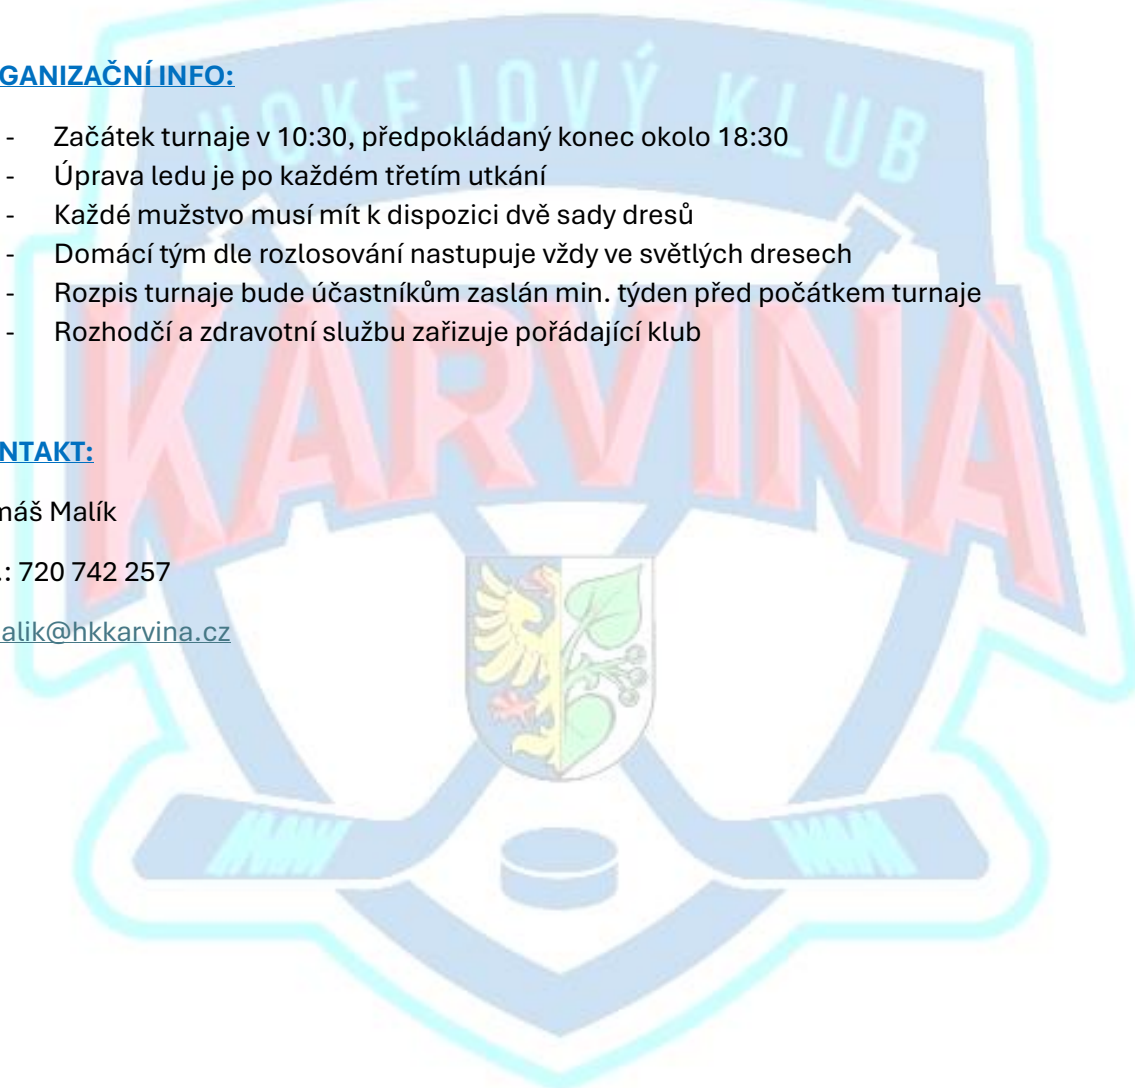 HOKEJOVÝ KLUB
KARVINÁ
GANIZAČNÍ INFO:
- Začátek turnaje v 10:30, předpokládaný konec okolo 18:30
- Úprava ledu je po každém třetím utkání
- Každé mužstvo musí mít k dispozici dvě sady dresů
- Domácí tým dle rozlosování nastupuje vždy ve světlých dresech
- Rozpis turnaje bude účastníkům zaslán min. týden před počátkem turnaje
- Rozhodčí a zdravotní službu zařizuje pořádající klub
NTAKT:
máš Malík
.: 720 742 257
alik@hkkarvina.cz